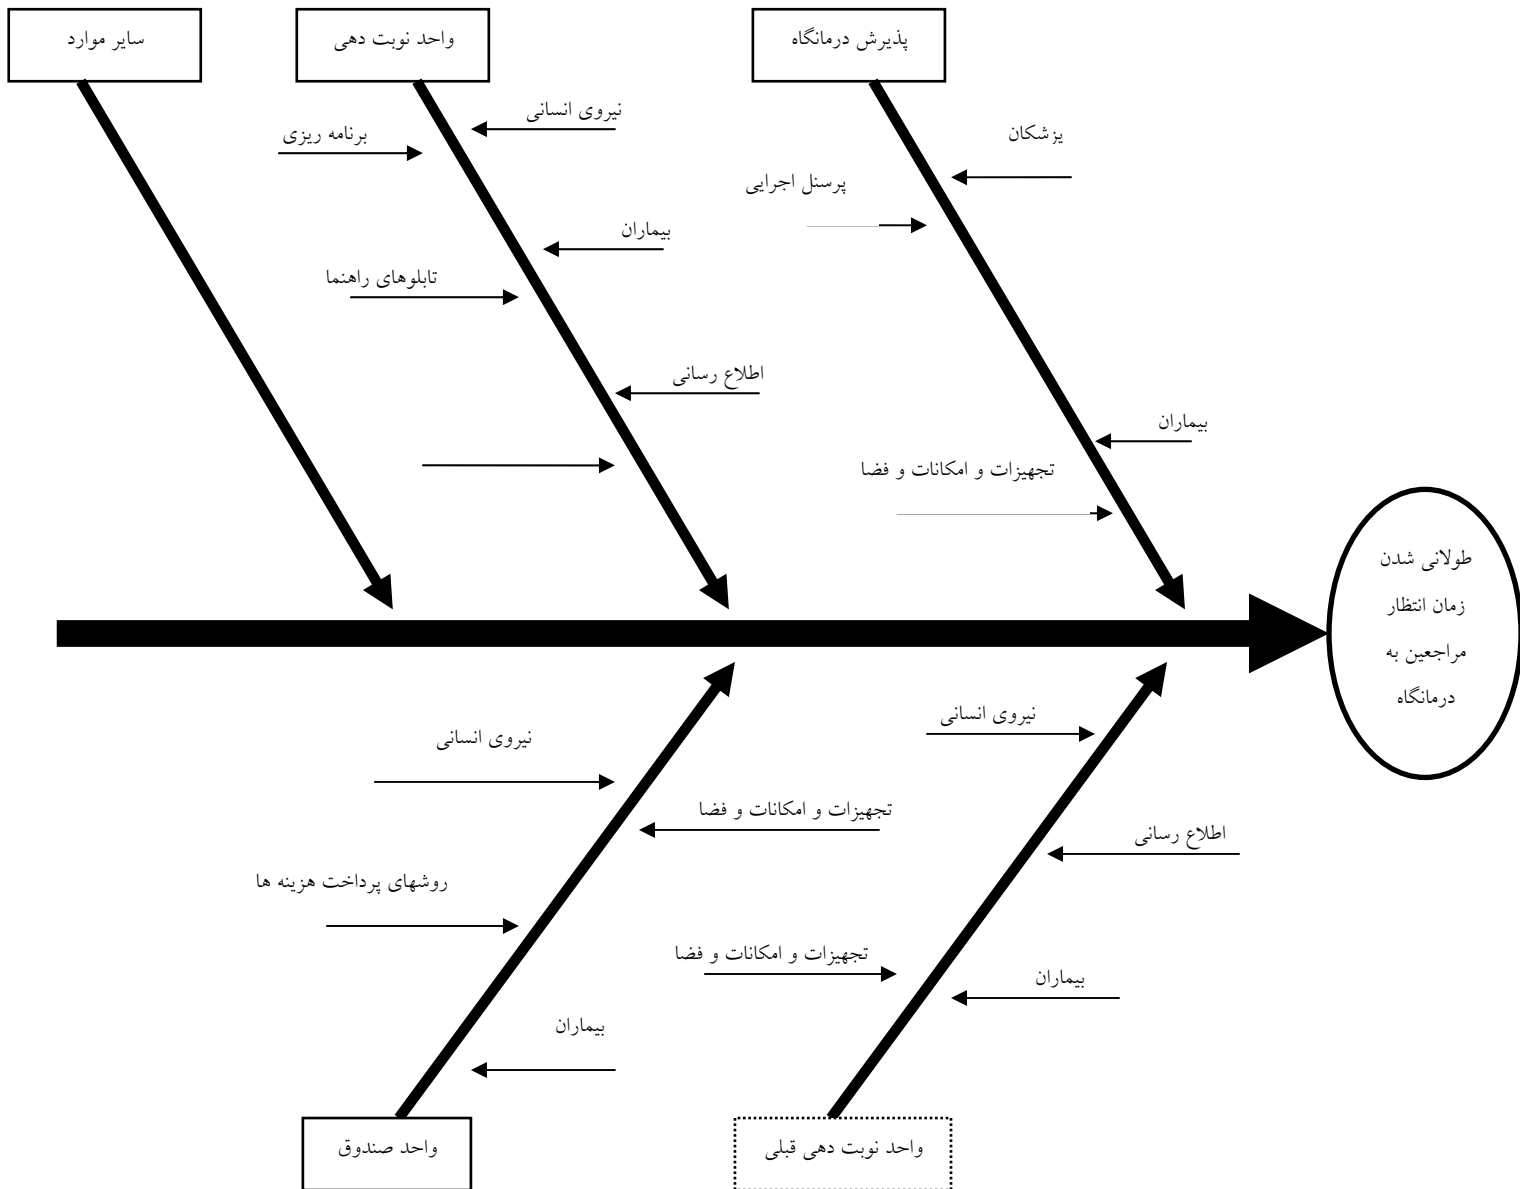 پذیرش درمانگاه
واحد نوبت دهی
سایر موارد
نیروی انسانی
برنامه ریزی
پزشکان
پرسنل اجرایی
بیماران
تابلوهای راهنما
اطلاع رسانی
بیماران
تجهیزات و امکانات و فضا
طولانی شدن
زمان انتظار
مراجعین به
درمانگاه
نیروی انسانی
نیروی انسانی
تجهیزات و امکانات و فضا
اطلاع رسانی
روشهای پرداخت هزینه ها
تجهیزات و امکانات و فضا
بیماران
بیماران
واحد نوبت دهی قبلی
واحد صندوق